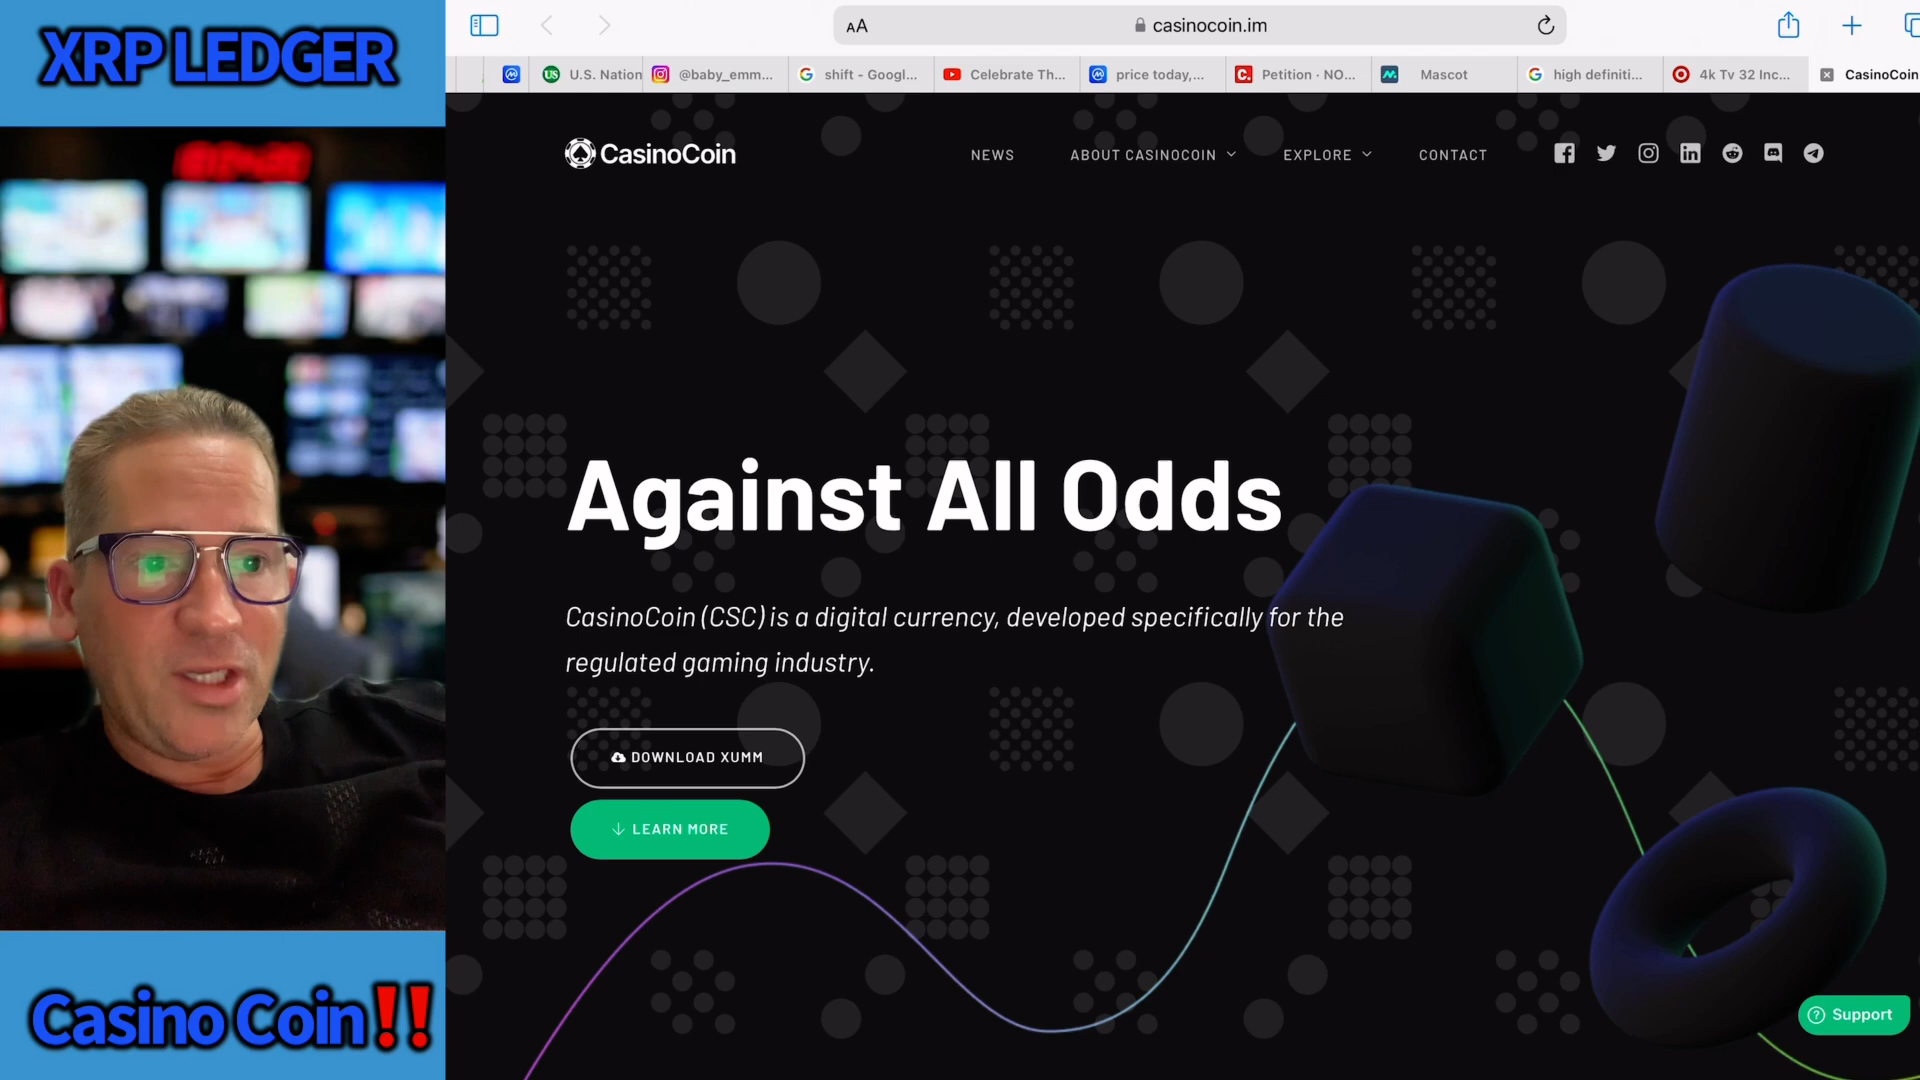 XRP LEDGER
AA
casinocoin.im
US
U.S. Nation
@baby_emm...
shift - Googl...
Celebrate Th...
price today,...
Petition · NO...
Mascot
high definiti...
4k Tv 32 Inc...
CasinoCoin
CasinoCoin
NEWS
ABOUT CASINOCOIN
EXPLORE
CONTACT
Against All Odds
CasinoCoin (CSC) is a digital currency, developed specifically for the
regulated gaming industry.
DOWNLOAD XUMM
LEARN MORE
Support
Casino Coin‼